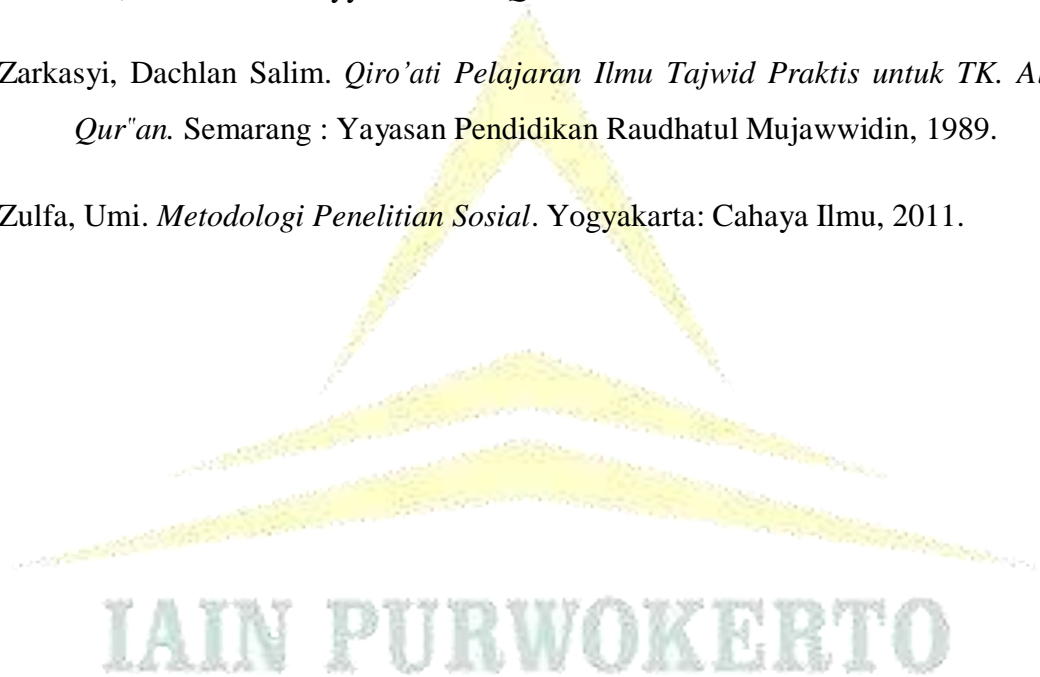 Zarkasyi, Dachlan Salim. Qiro’ati Pelajaran Ilmu Tajwid Praktis untuk TK. Al
Qur"an. Semarang : Yayasan Pendidikan Raudhatul Mujawwidin, 1989.
Zulfa, Umi. Metodologi Penelitian Sosial. Yogyakarta: Cahaya Ilmu, 2011.
IAIN PURWOKERTO